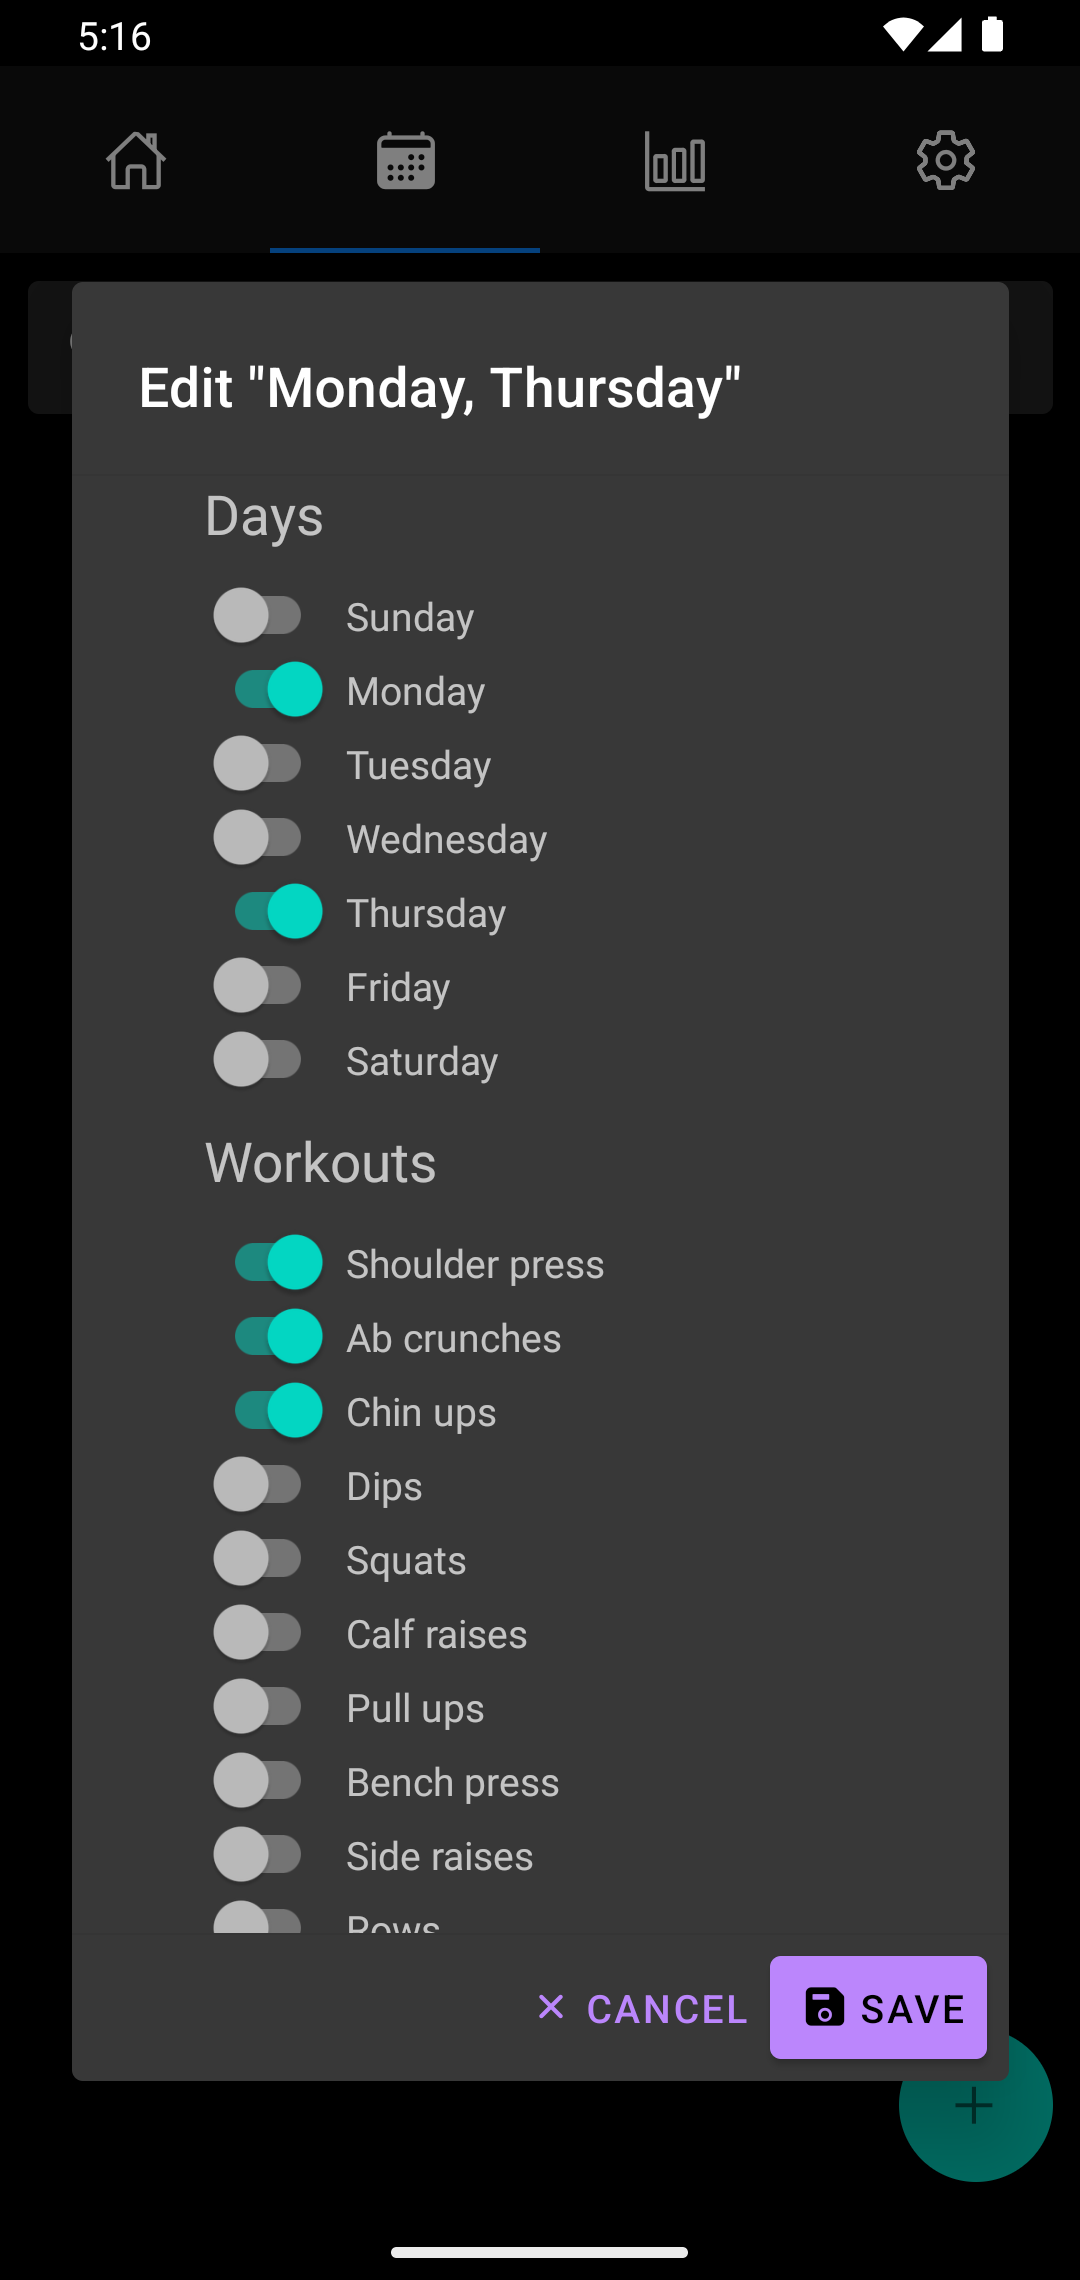 5:16
Edit "Monday, Thursday"
Days
Sunday
Monday
Tuesday
Wednesday
Thursday
Friday
Saturday
Workouts
Shoulder press
Ab crunches
Chin ups
Dips
Squats
Calf raises
Pull ups
Bench press
Side raises
Rows
CANCEL
SAVE